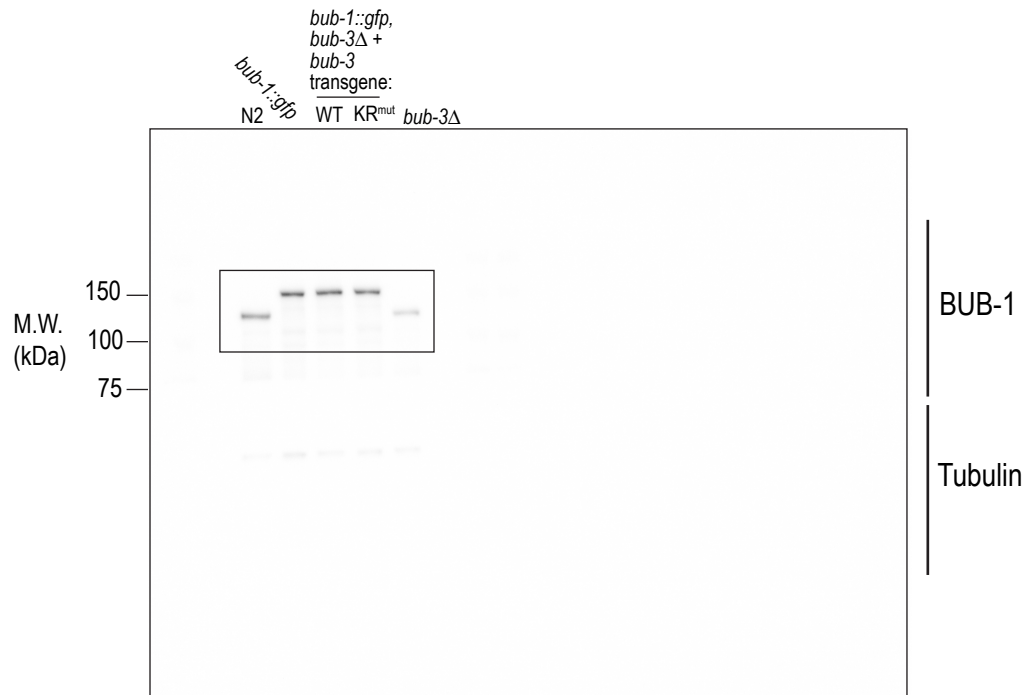 bub-1::gfp,
bub-3Δ +
bub-3
transgene:
bub-1::gfp
N2 WT KRmut bub-3Δ
150
100
75
M.W.
(kDa)
BUB-1
Tubulin